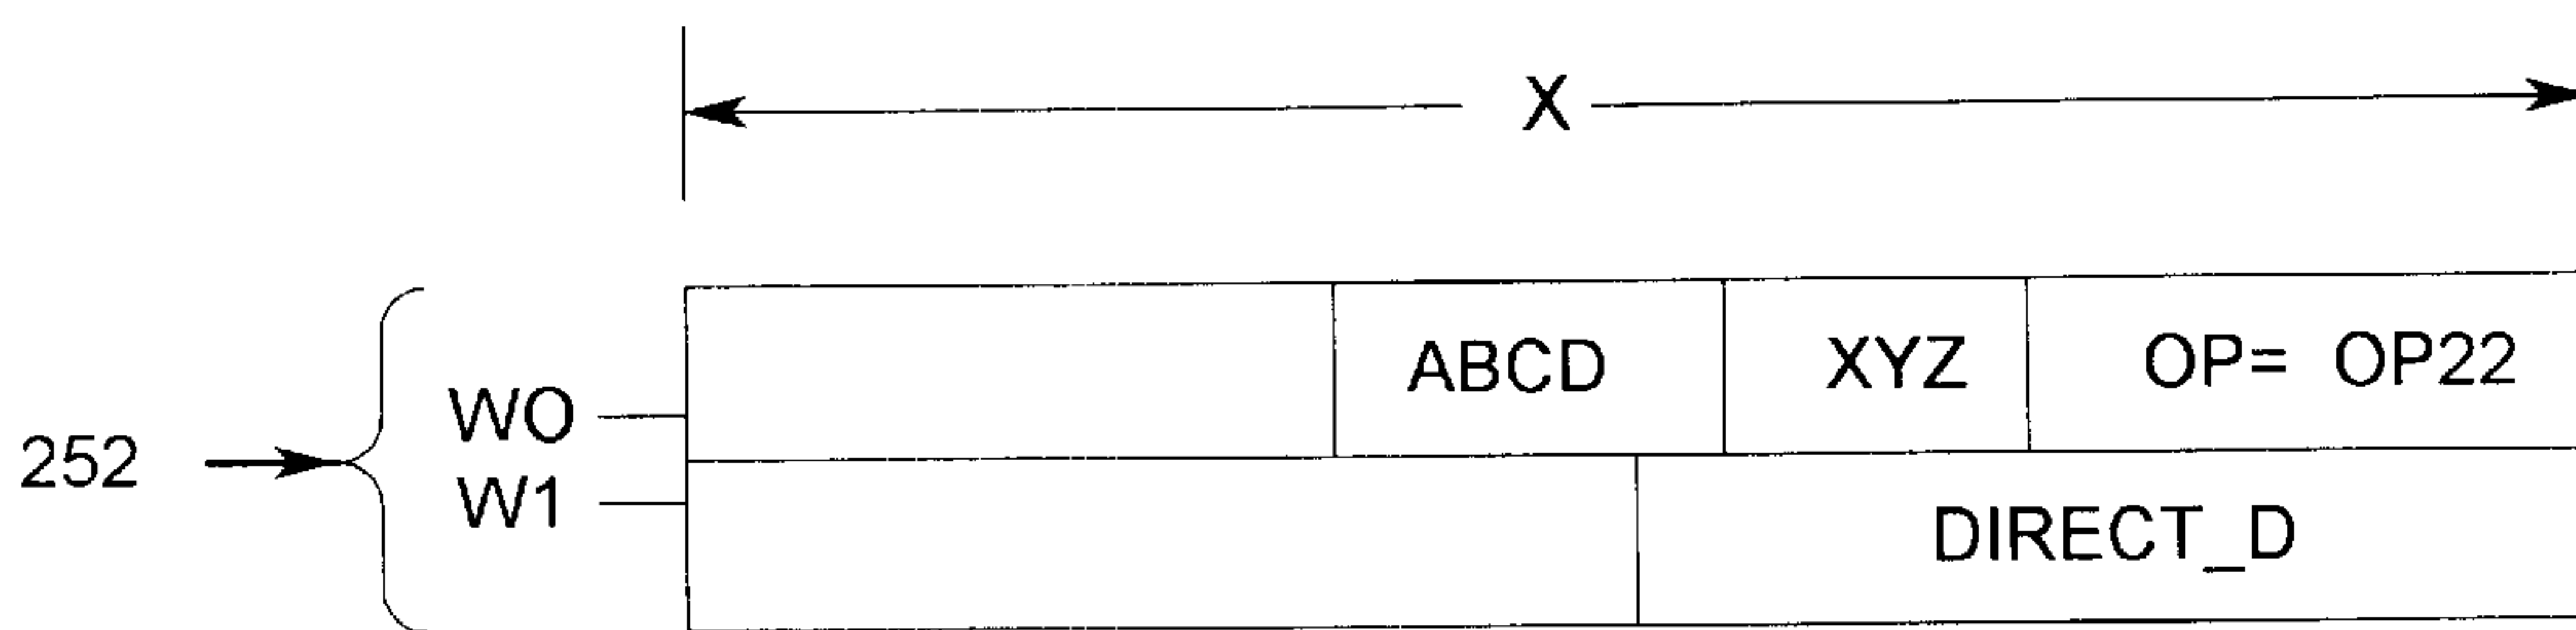 X
WO ABCD XYZ OP= OP22
252
W1 DIRECT_D